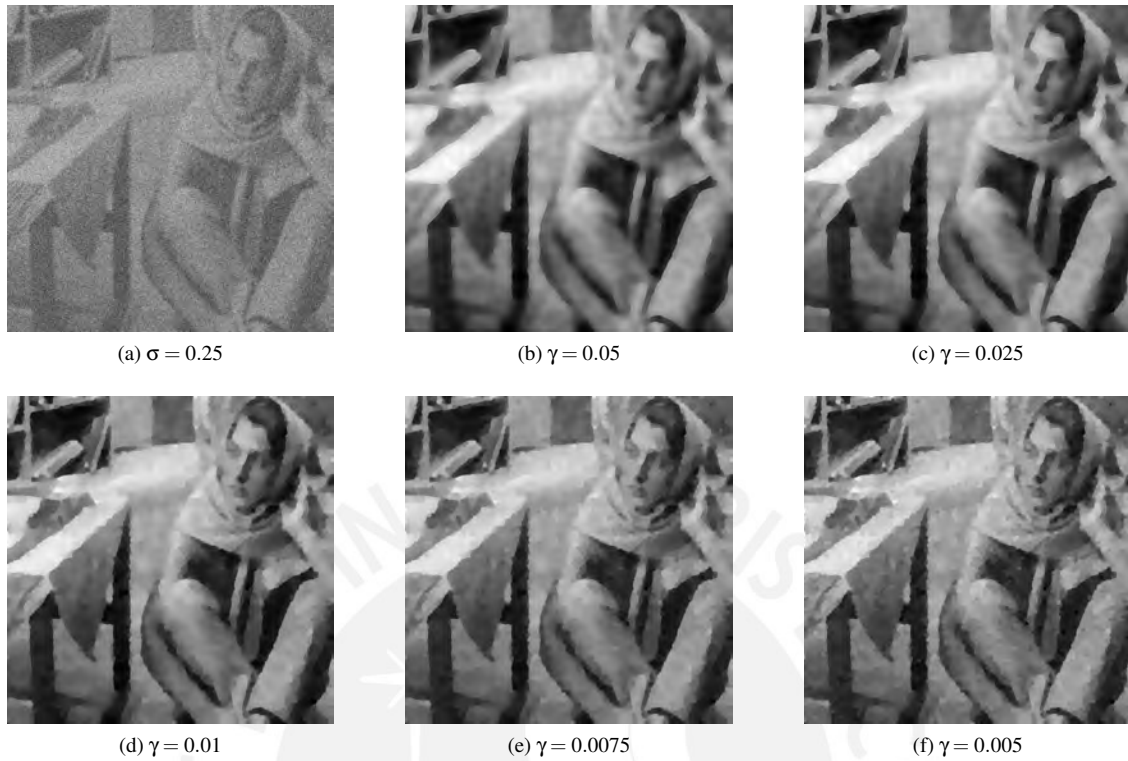 (a) σ = 0.25
(b) γ = 0.05
(c) γ = 0.025
(d) γ = 0.01
(e) γ = 0.0075
(f) γ = 0.005